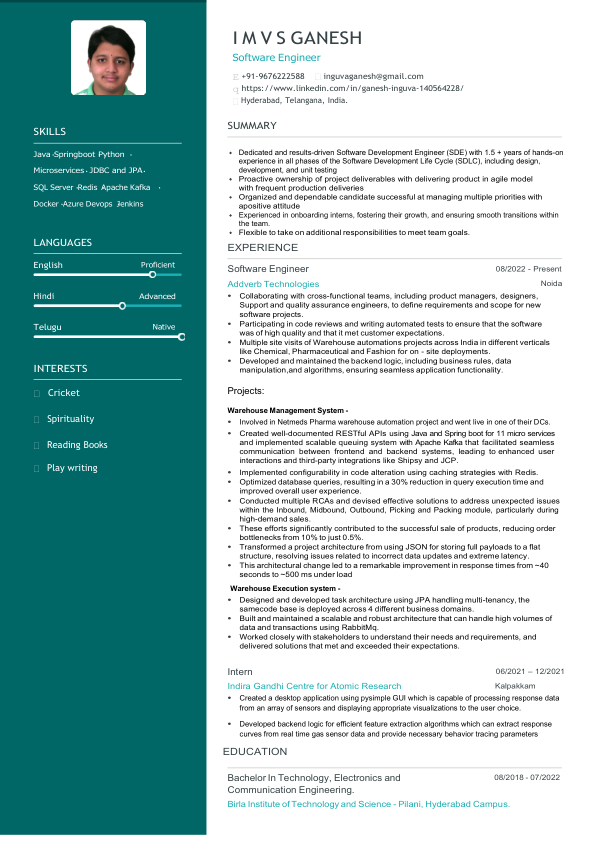 I M V S GANESH
Software Engineer
+91-9676222588 inguvaganesh@gmail.com
https://www.linkedin.com/in/ganesh-inguva-140564228/
Hyderabad, Telangana, India.
SKILLS
Java ·Springboot Python ·
Microservices · JDBC and JPA·
SQL Server ·Redis Apache Kafka ·
Docker ·Azure Devops Jenkins
LANGUAGES
English Proficient
Hindi Advanced
Telugu Native
INTERESTS
Cricket
Spirituality
Reading Books
Play writing
SUMMARY
• Dedicated and results-driven Software Development Engineer (SDE) with 1.5 + years of hands-on
experience in all phases of the Software Development Life Cycle (SDLC), including design,
development, and unit testing
• Proactive ownership of project deliverables with delivering product in agile model
with frequent production deliveries
• Organized and dependable candidate successful at managing multiple priorities with
apositive attitude
• Experienced in onboarding interns, fostering their growth, and ensuring smooth transitions within
the team.
• Flexible to take on additional responsibilities to meet team goals.
EXPERIENCE
Software Engineer 08/2022 - Present
Addverb Technologies Noida
• Collaborating with cross-functional teams, including product managers, designers,
Support and quality assurance engineers, to define requirements and scope for new
software projects.
• Participating in code reviews and writing automated tests to ensure that the software
was of high quality and that it met customer expectations.
• Multiple site visits of Warehouse automations projects across India in different verticals
like Chemical, Pharmaceutical and Fashion for on - site deployments.
• Developed and maintained the backend logic, including business rules, data
manipulation,and algorithms, ensuring seamless application functionality.
Projects:
Warehouse Management System -
• Involved in Netmeds Pharma warehouse automation project and went live in one of their DCs.
• Created well-documented RESTful APIs using Java and Spring boot for 11 micro services
and implemented scalable queuing system with Apache Kafka that facilitated seamless
communication between frontend and backend systems, leading to enhanced user
interactions and third-party integrations like Shipsy and JCP.
• Implemented configurability in code alteration using caching strategies with Redis.
• Optimized database queries, resulting in a 30% reduction in query execution time and
improved overall user experience.
• Conducted multiple RCAs and devised effective solutions to address unexpected issues
within the Inbound, Midbound, Outbound, Picking and Packing module, particularly during
high-demand sales.
• These efforts significantly contributed to the successful sale of products, reducing order
bottlenecks from 10% to just 0.5%.
• Transformed a project architecture from using JSON for storing full payloads to a flat
structure, resolving issues related to incorrect data updates and extreme latency.
• This architectural change led to a remarkable improvement in response times from ~40
seconds to ~500 ms under load
Warehouse Execution system -
• Designed and developed task architecture using JPA handling multi-tenancy, the
samecode base is deployed across 4 different business domains.
• Built and maintained a scalable and robust architecture that can handle high volumes of
data and transactions using RabbitMq.
• Worked closely with stakeholders to understand their needs and requirements, and
delivered solutions that met and exceeded their expectations.
Intern 06/2021 – 12/2021
Indira Gandhi Centre for Atomic Research Kalpakkam
• Created a desktop application using pysimple GUI which is capable of processing response data
from an array of sensors and displaying appropriate visualizations to the user choice.
• Developed backend logic for efficient feature extraction algorithms which can extract response
curves from real time gas sensor data and provide necessary behavior tracing parameters
EDUCATION
Bachelor In Technology, Electronics and 08/2018 - 07/2022
Communication Engineering.
Birla Institute of Technology and Science - Pilani, Hyderabad Campus.